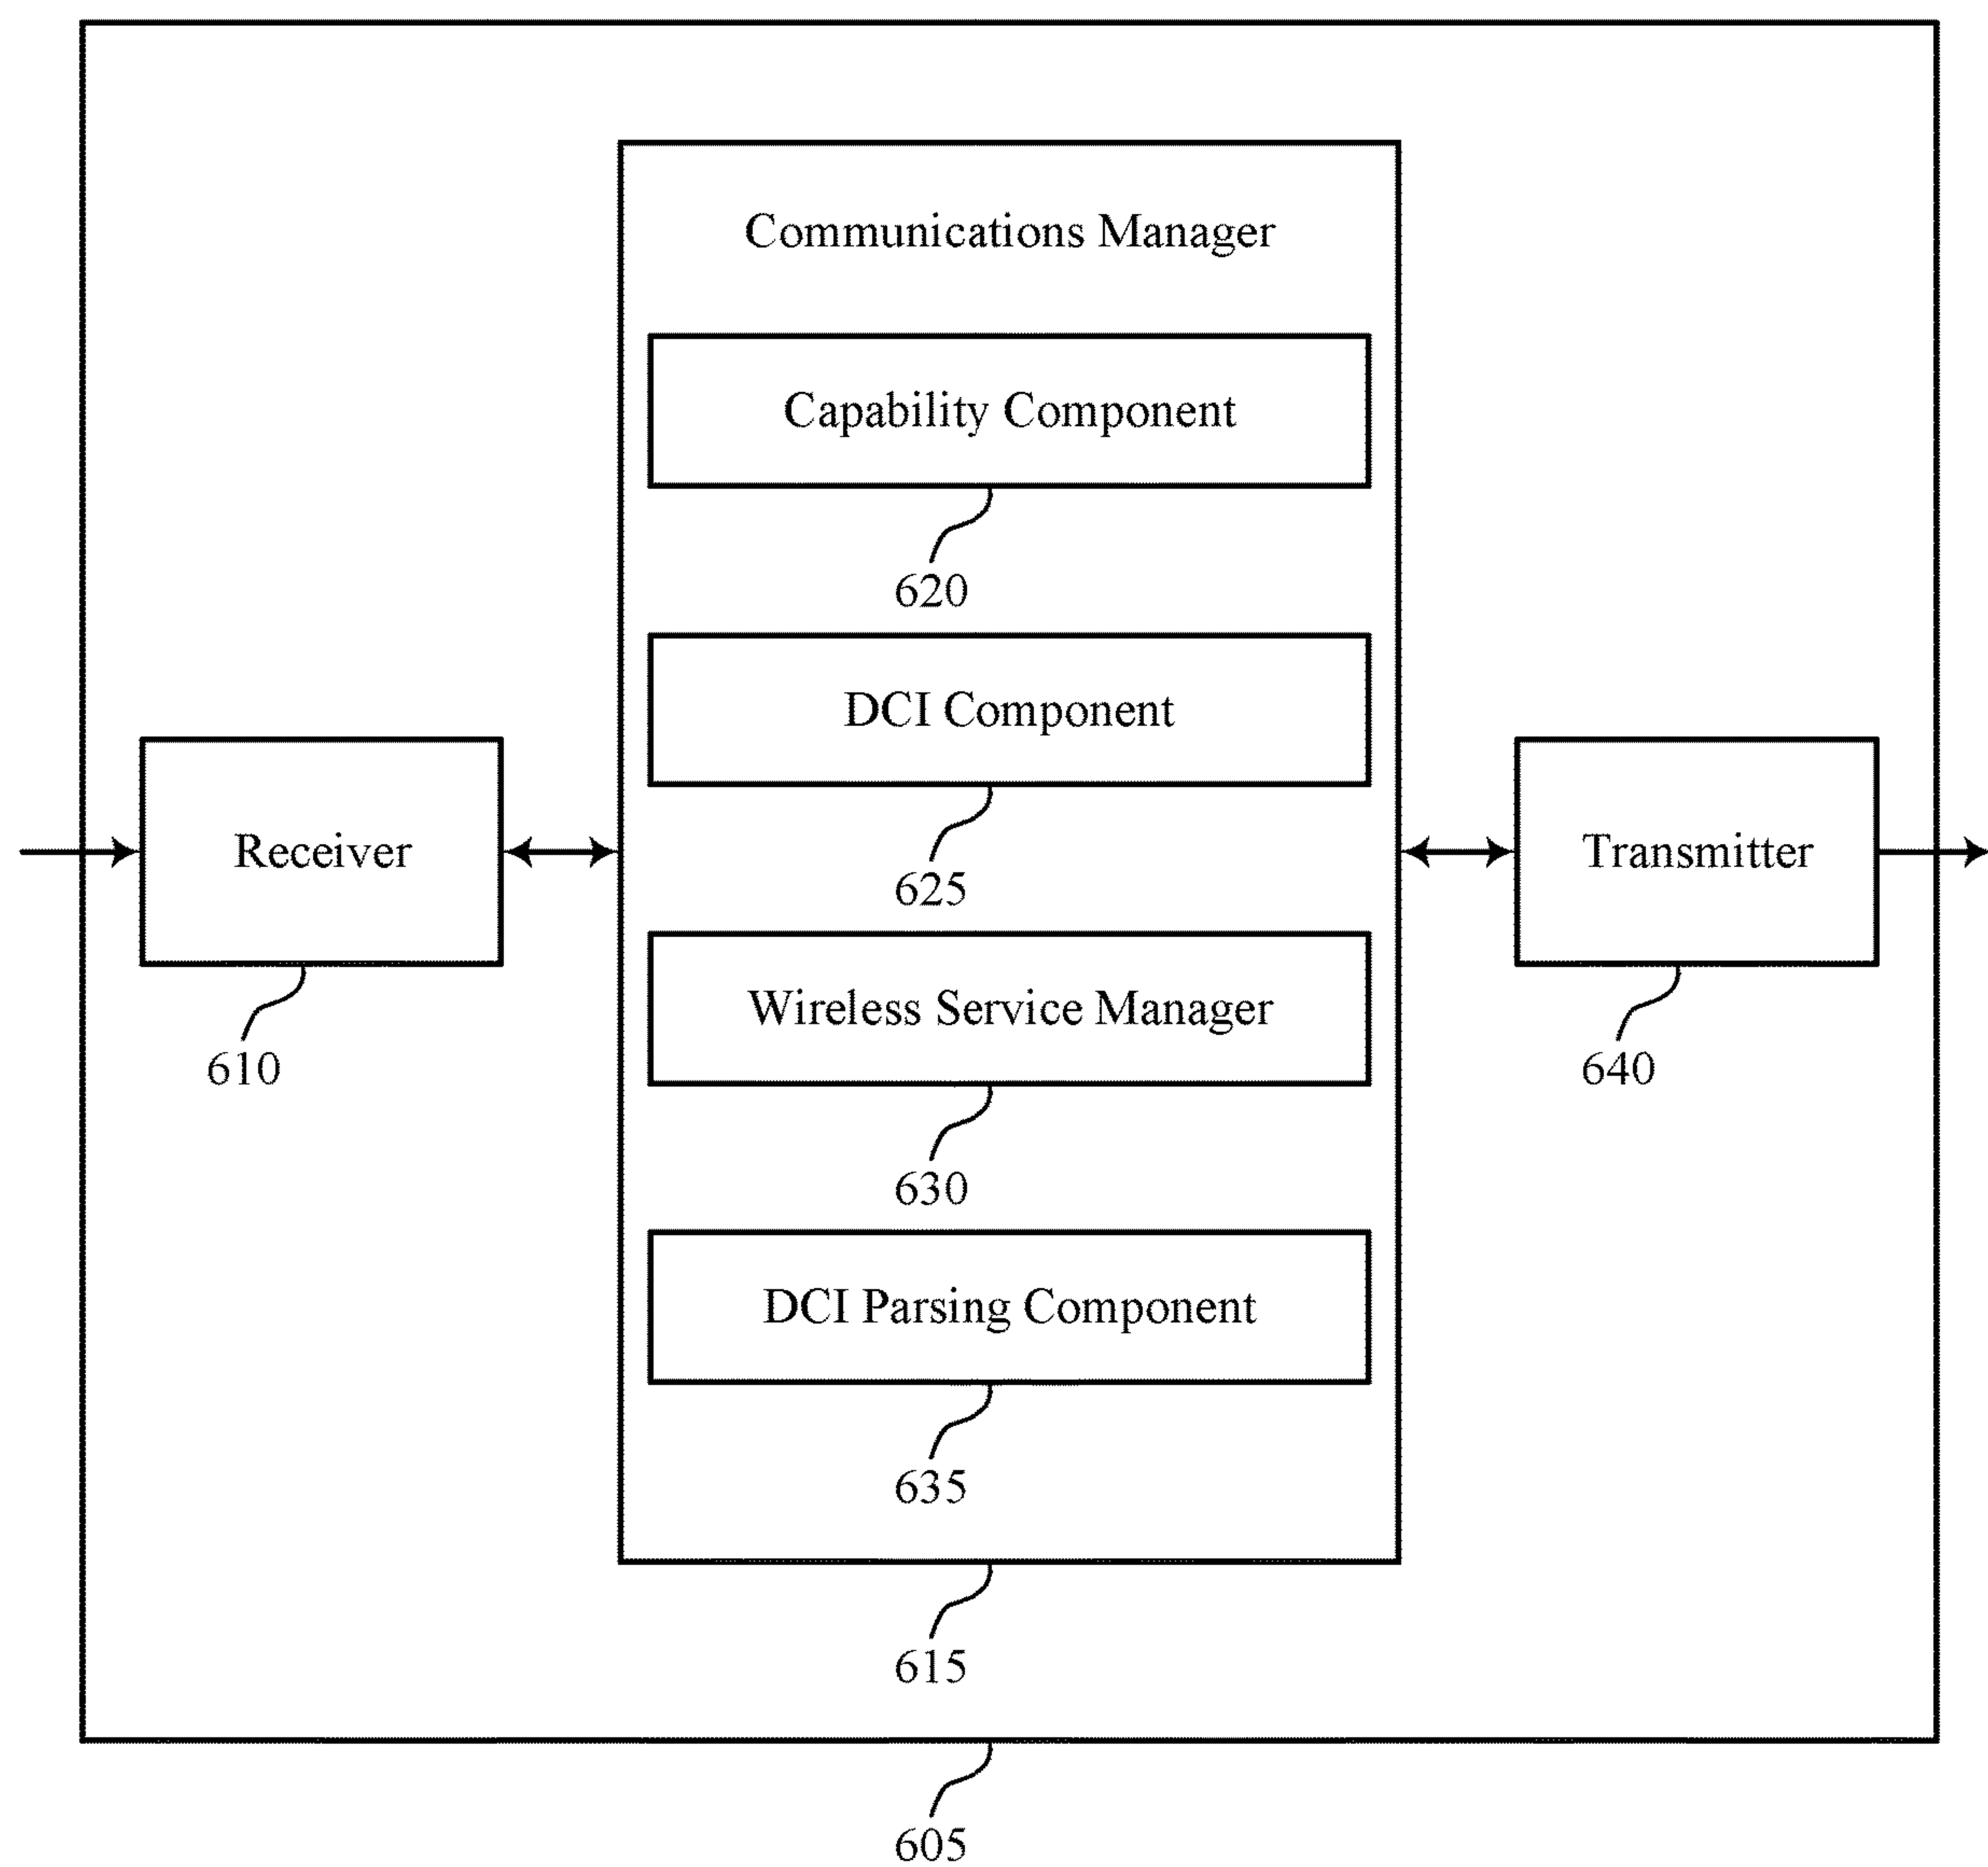 Communications Manager
Capability Component
620
DCI Component
625
Receiver
610
Transmitter
640
Wireless Service Manager
630
DCI Parsing Component
635
615
605